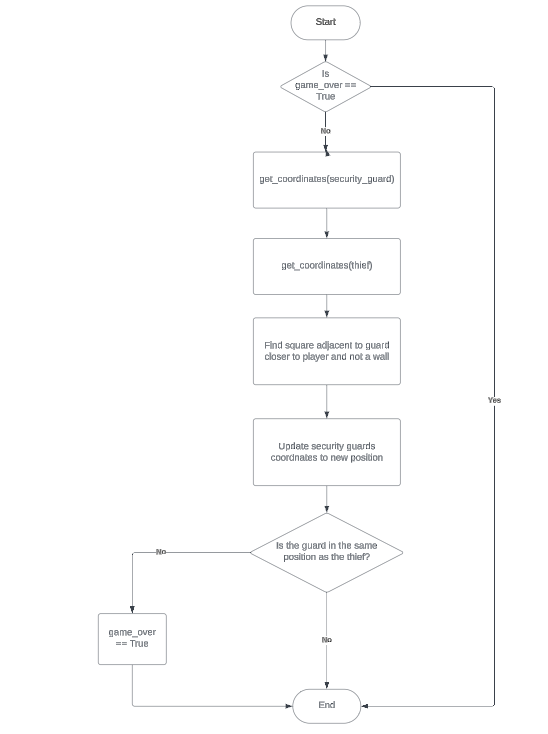 Start
Is
game_over ==
True
No
get_coordinates(security_guard)
get_coordinates(thief)
Find square adjacent to guard
closer to player and not a wall
Yes
Update security guards
coordnates to new position
Is the guard in the same
position as the thief?
No
game_over
== True
No
End